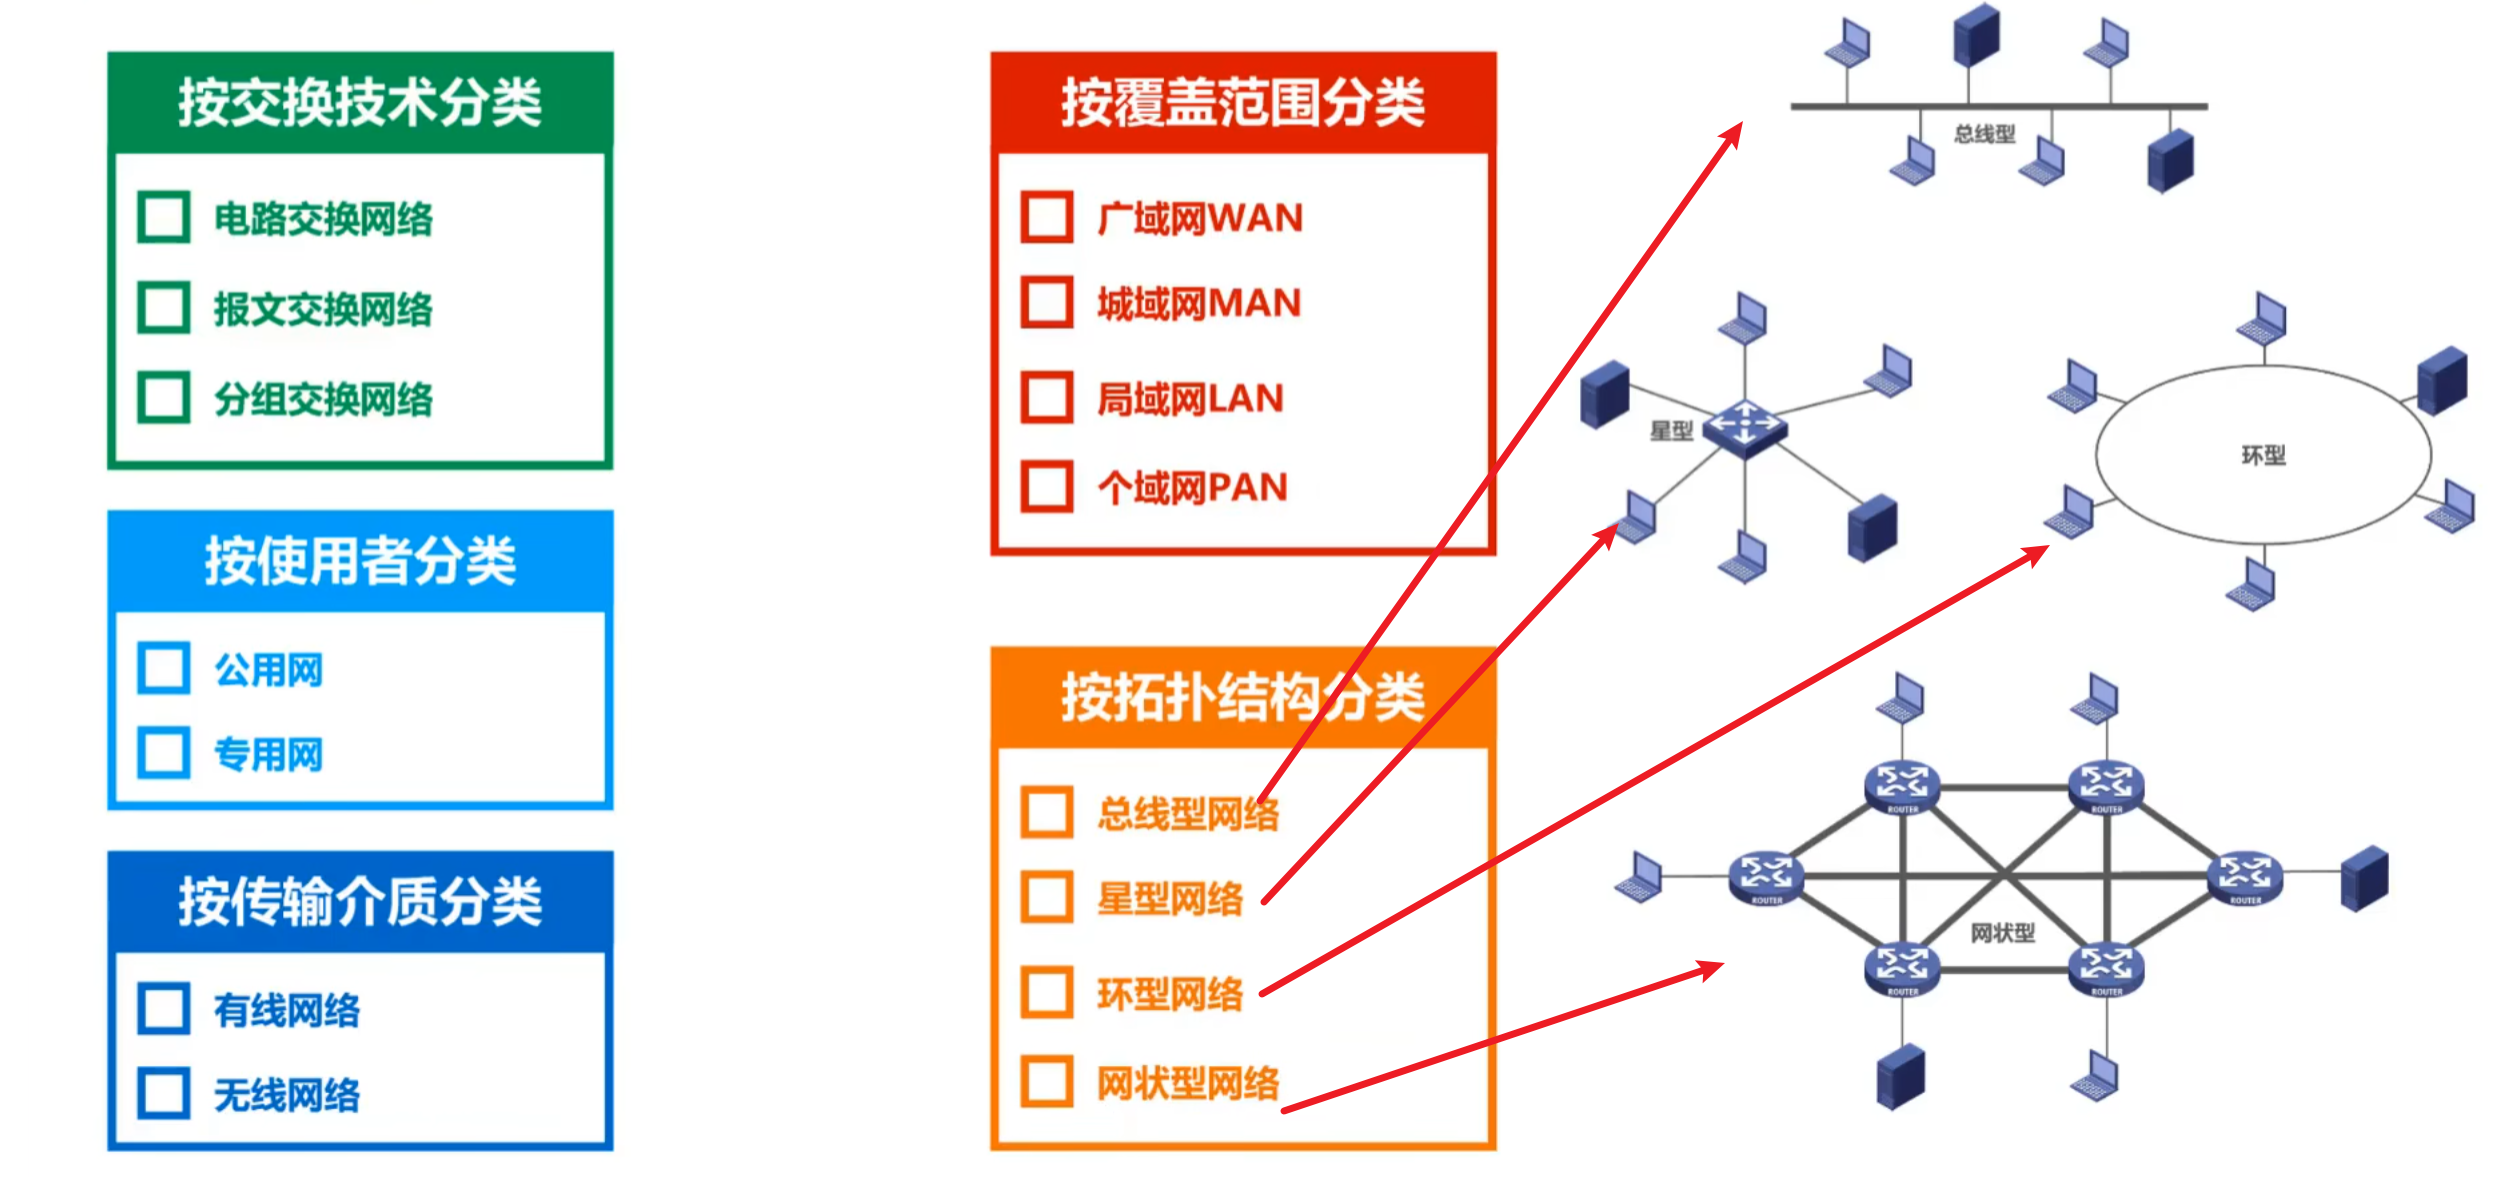 按交换技术分类
电路交换网络
报文交换网络
分组交换网络
按使用者分类
公用网
专用网
按传输介质分类
有线网络
无线网络
按覆盖范围分类
广域网WAN
城域网MAN
局域网LAN
个域网PAN
按拓扑结构分类
总线型网络
星型网络
环型网络
网状型网络
总线型
星型
环型
ROUTER
ROUTER
ROUTER
ROUTER
网状型
ROUTER
ROUTER